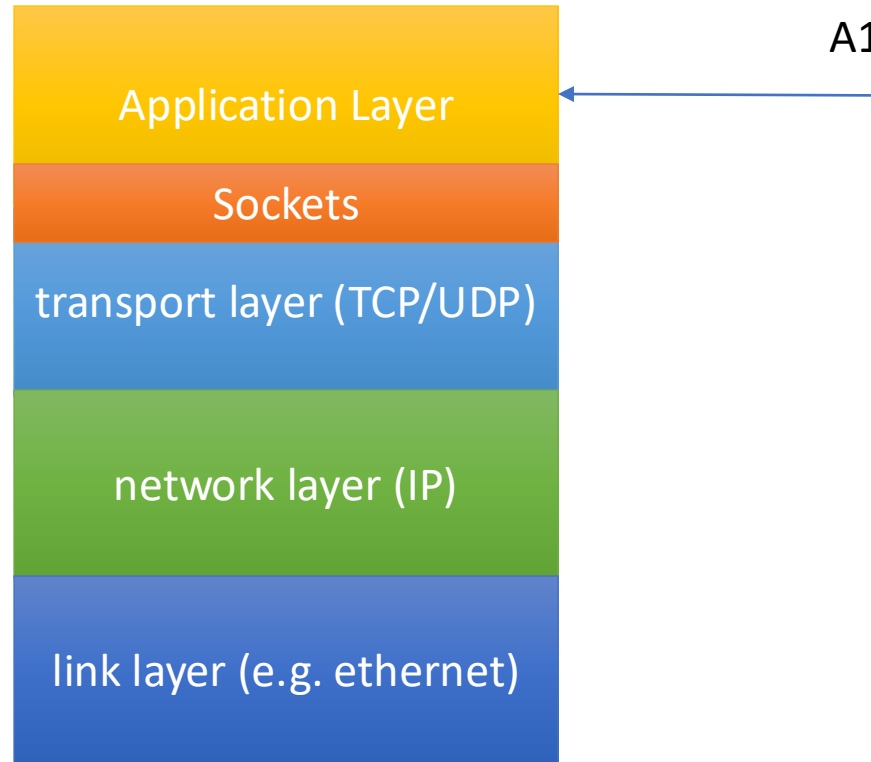 A1
Application Layer
Sockets
transport layer (TCP/UDP)
network layer (IP)
link layer (e.g. ethernet)